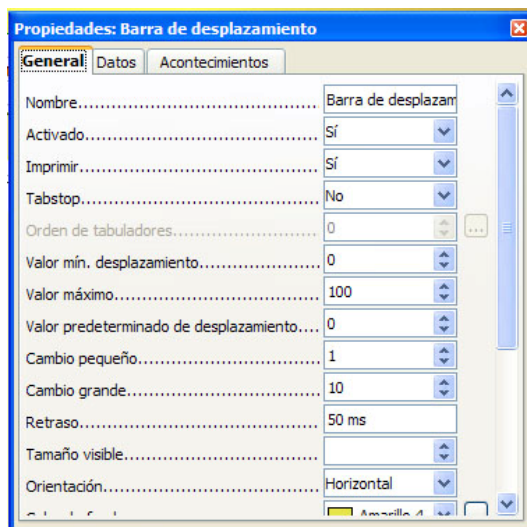 Propiedades: Barra de desplazamiento
General Datos Acontecimientos
Nombre........................................... Barra de desplazam
Activado.......................................... Sí
Imprimir........................................... Sí
Tabstop........................................... No
Orden de tabuladores......................... 0 ...
Valor mín. desplazamiento.................... 0
Valor máximo.................................... 100
Valor predeterminado de desplazamiento.... 0
Cambio pequeño................................ 1
Cambio grande.................................. 10
Retraso........................................... 50 ms
Tamaño visible..................................
Orientación...................................... Horizontal
Amarillo 4